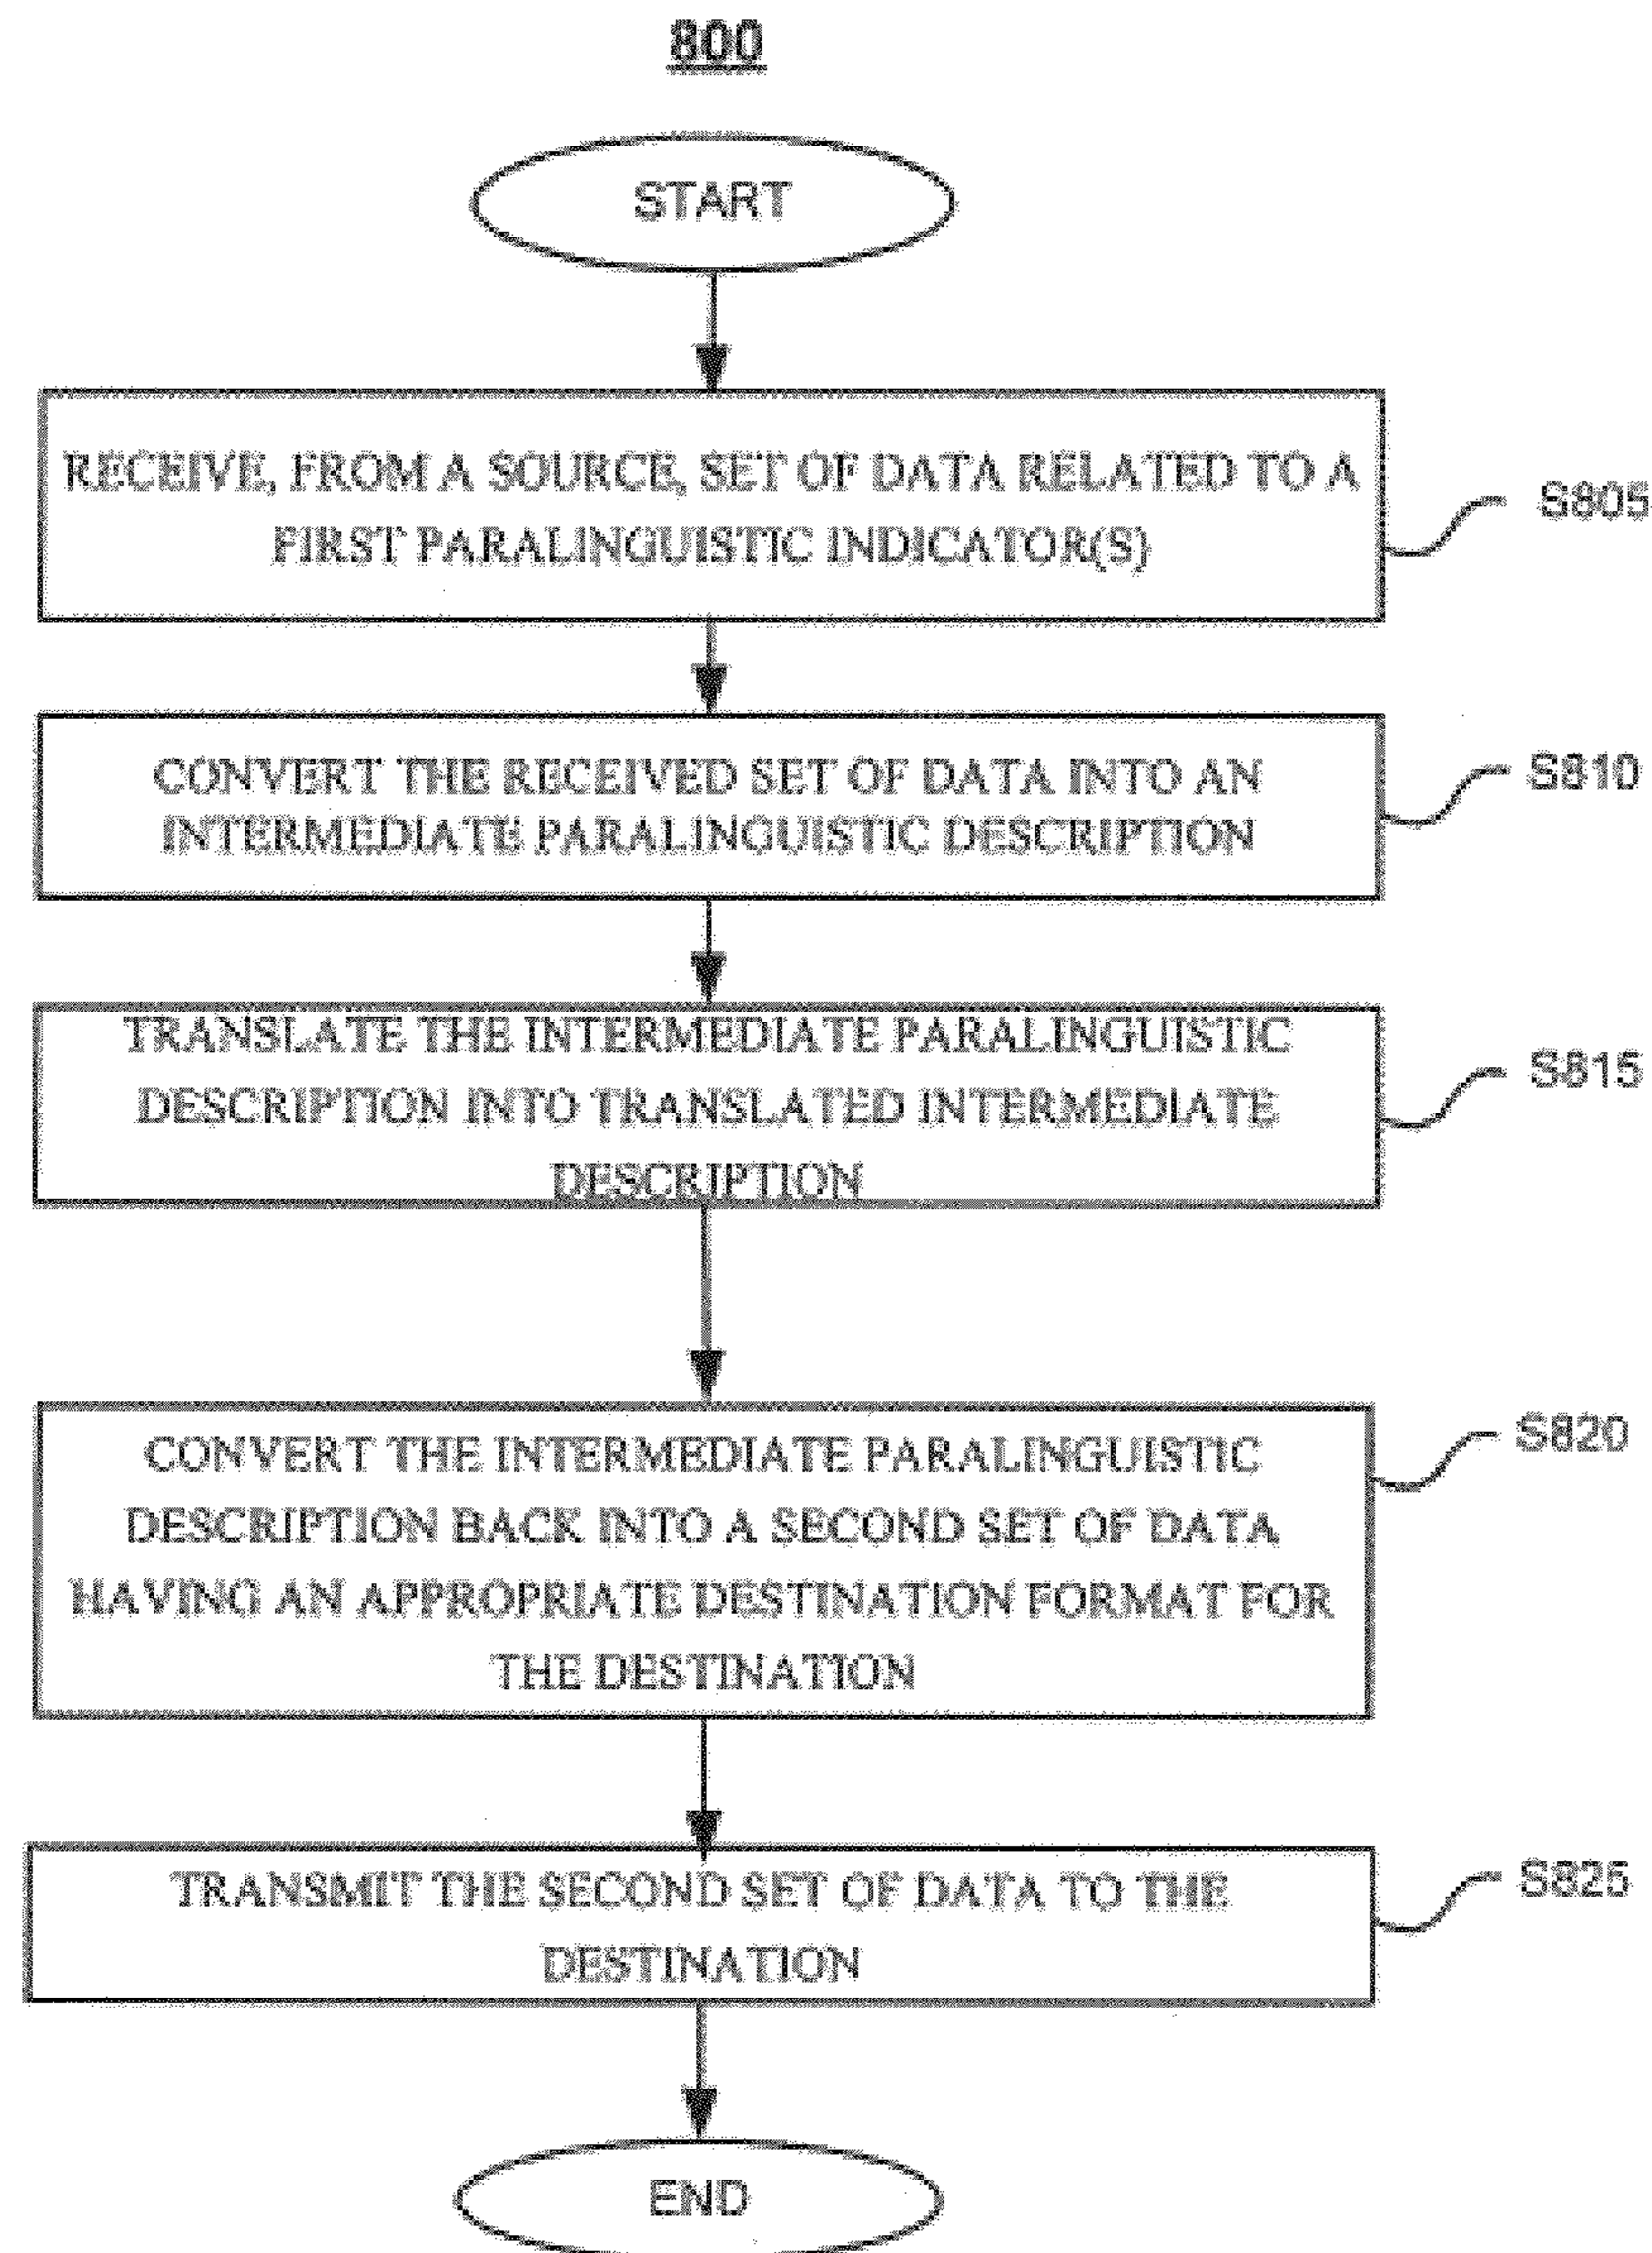 800
START
RECEIVE, FROM A SOURCE, SET OF DATA RELATED TO A
FIRST PARALINGUISTIC INDICATOR(S)
S805
CONVERT THE RECEIVED SET OF DATA INTO AN
INTERMEDIATE PARALINGUISTIC DESCRIPTION
S810
TRANSLATE THE INTERMEDIATE PARALINGUISTIC
DESCRIPTION INTO TRANSLATED INTERMEDIATE
DESCRIPTION
S815
CONVERT THE INTERMEDIATE PARALINGUISTIC
DESCRIPTION BACK INTO A SECOND SET OF DATA
HAVING AN APPROPRIATE DESTINATION FORMAT FOR
THE DESTINATION
S820
TRANSMIT THE SECOND SET OF DATA TO THE
DESTINATION
S825
END